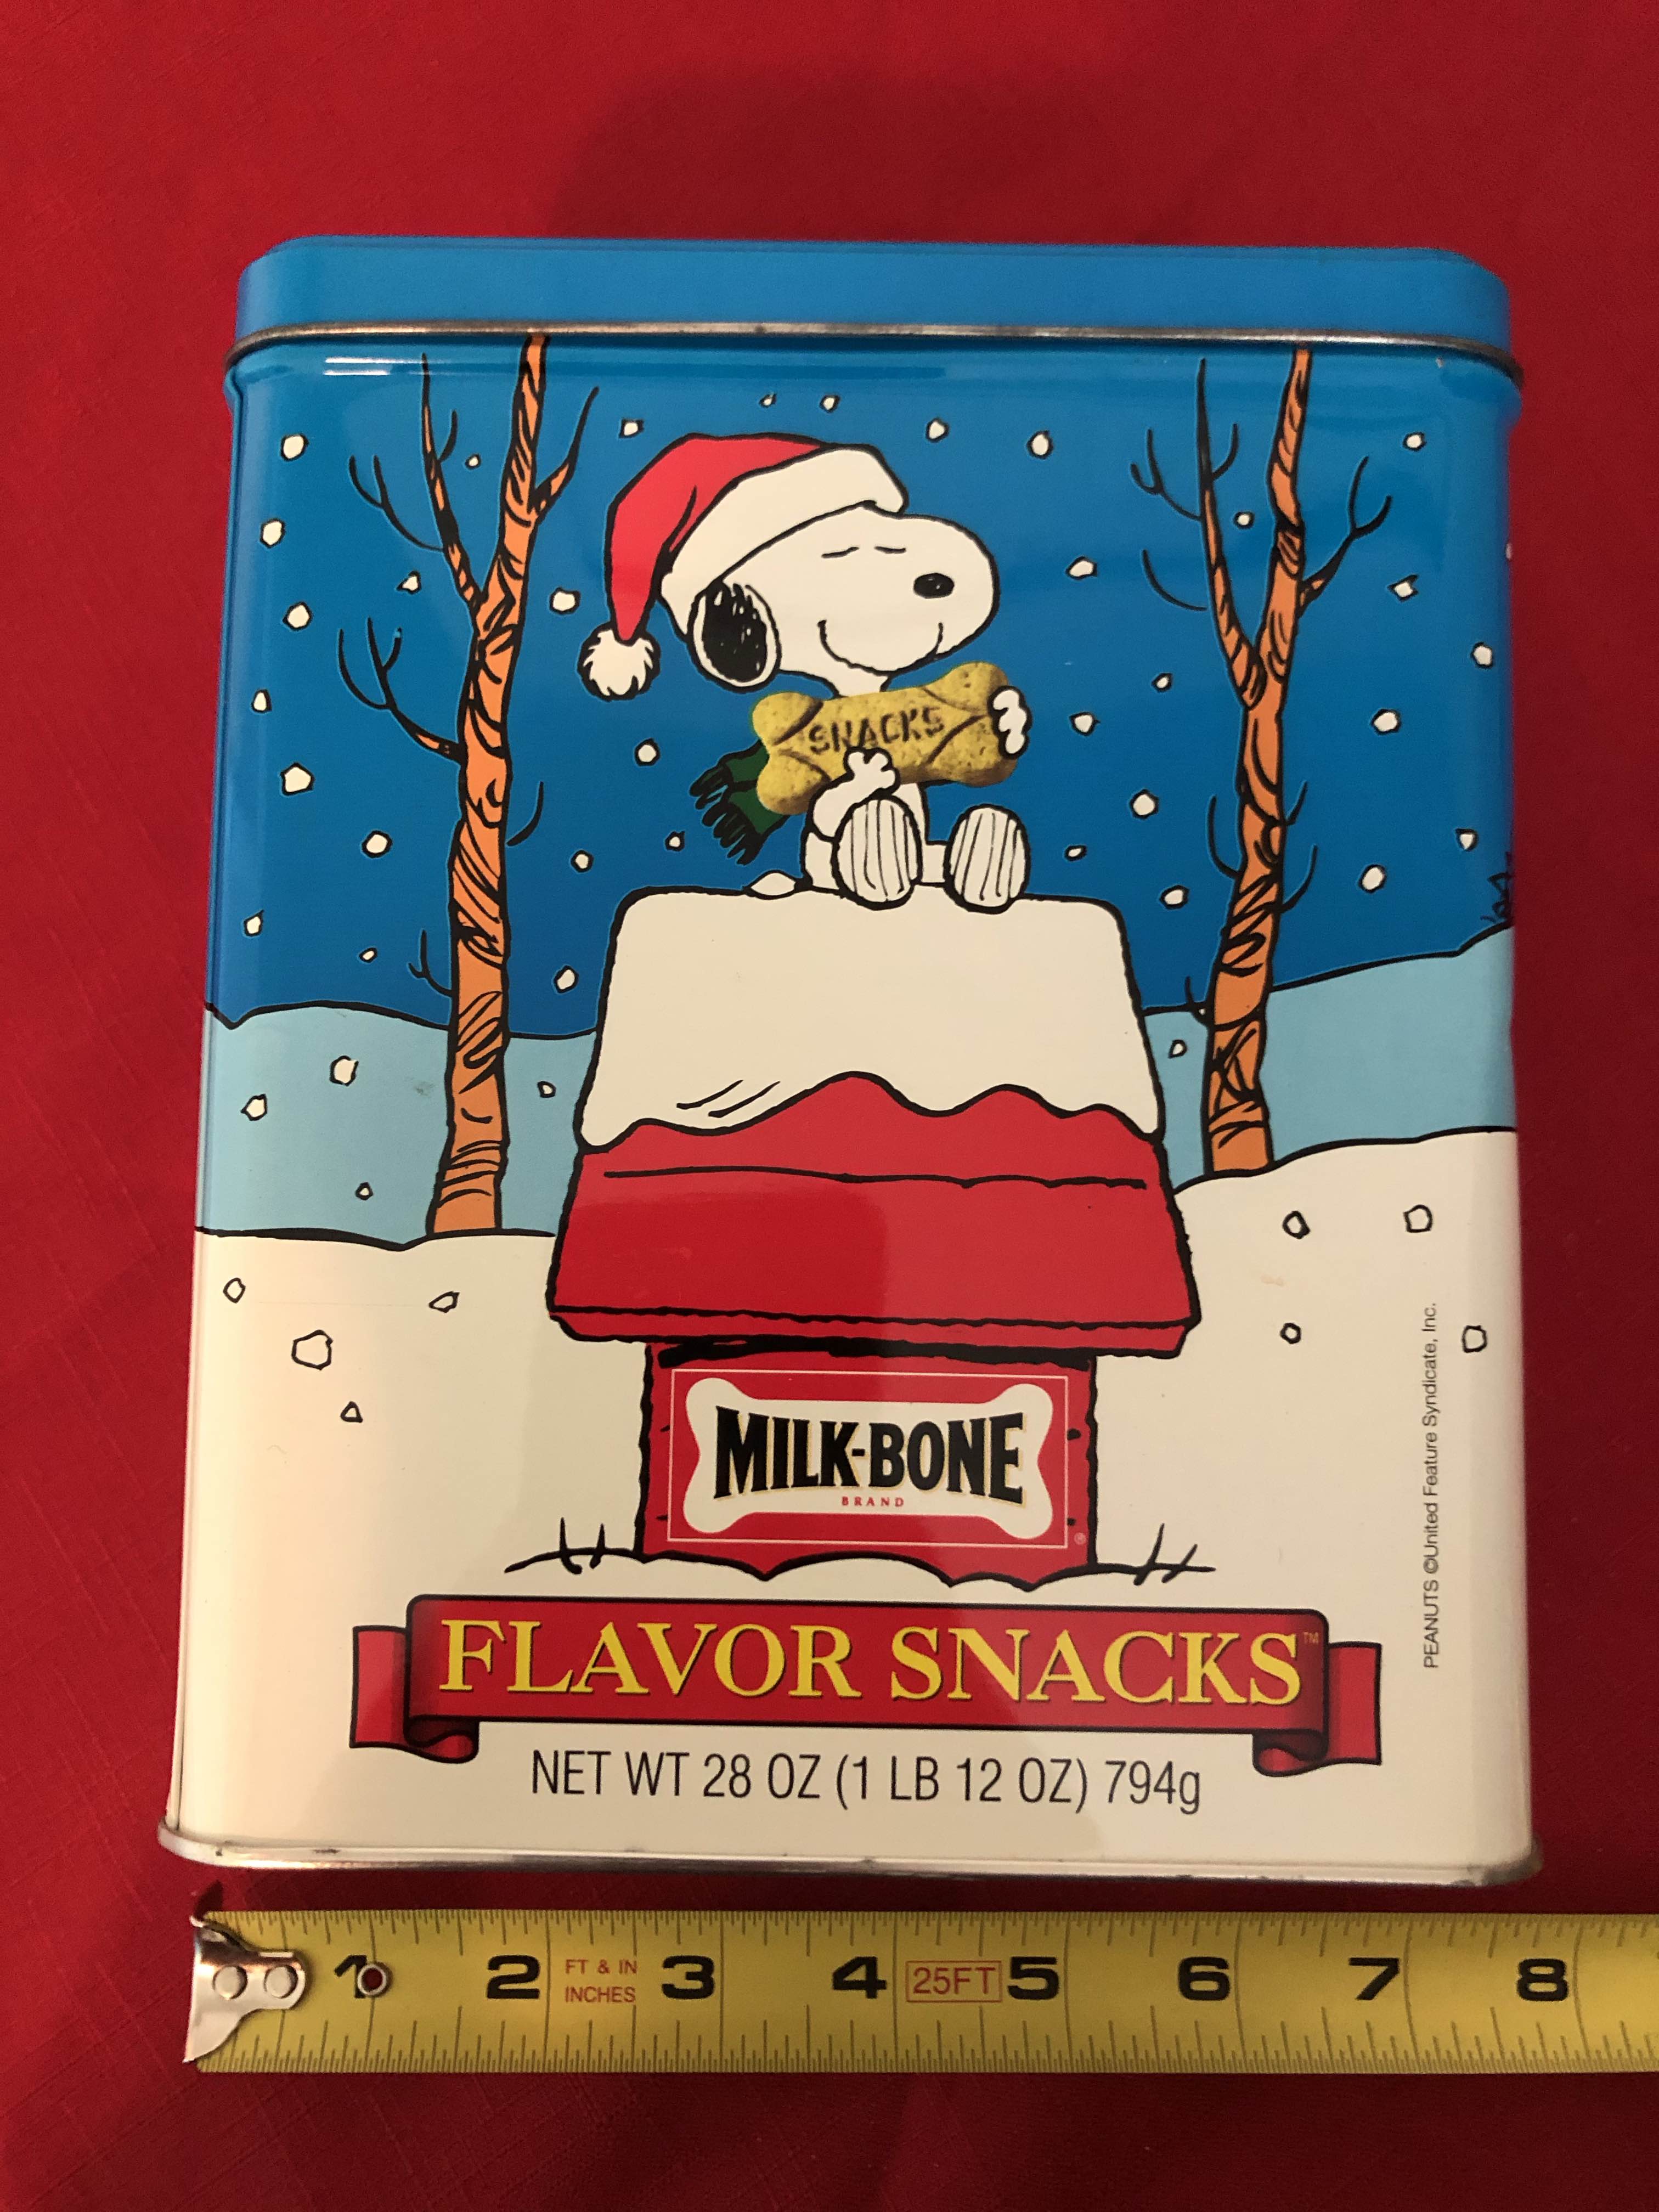 SNACKS
MILK-BONE
BRAND
®
FLAVOR SNACKS™
NET WT 28 OZ (1 LB 12 OZ) 794g
PEANUTS ©United Feature Syndicate, Inc.
1 2 FT & IN 3 4 25FT 5 6 7 8
INCHES